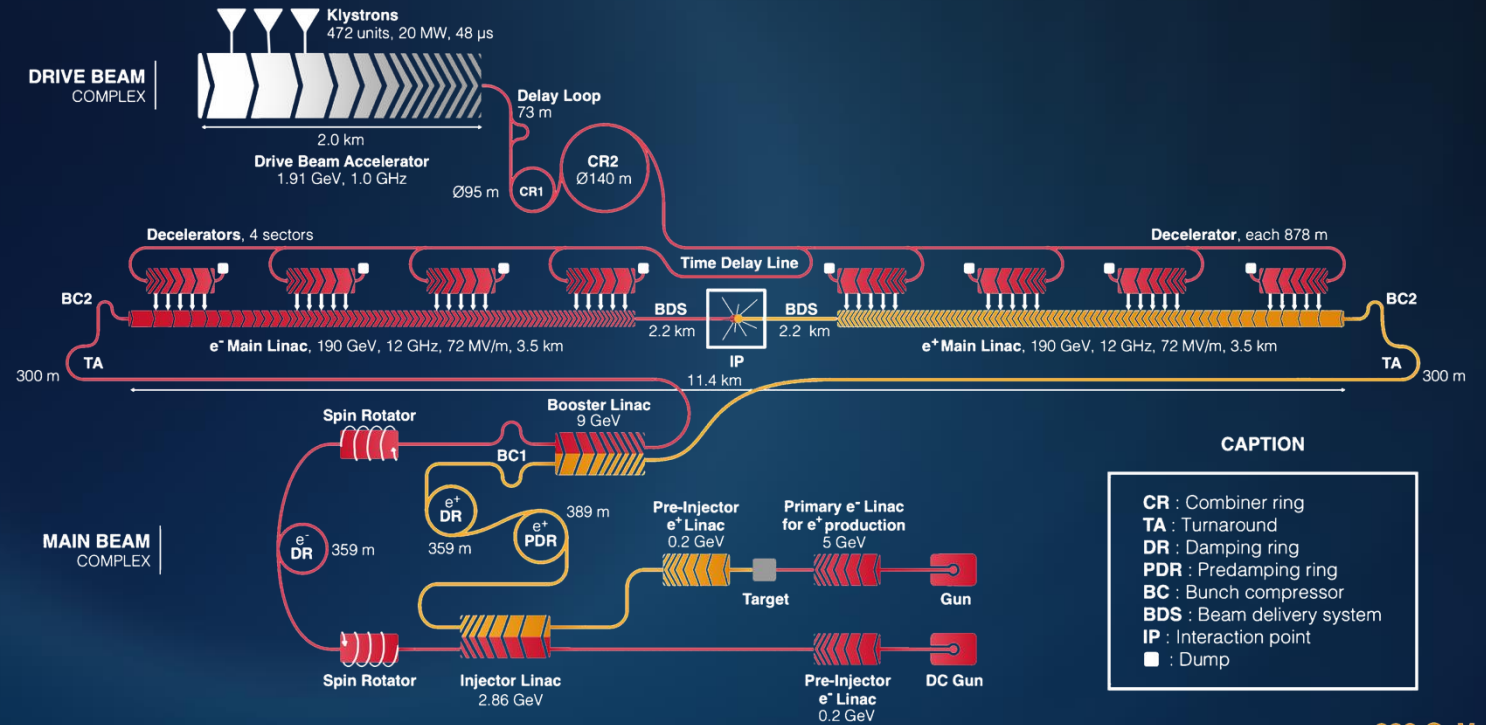 Klystrons
472 units, 20 MW, 48 µs
DRIVE BEAM
COMPLEX
2.0 km
Drive Beam Accelerator
1.91 GeV, 1.0 GHz
Delay Loop
73 m
CR2
Ø140 m
Ø95 m
CR1
Decelerators, 4 sectors
Decelerator, each 878 m
Time Delay Line
BC2
BC2
BDS
2.2 km
BDS
2.2 km
e⁻ Main Linac, 190 GeV, 12 GHz, 72 MV/m, 3.5 km
IP
e⁺ Main Linac, 190 GeV, 12 GHz, 72 MV/m, 3.5 km
TA
300 m
TA
300 m
11.4 km
Spin Rotator
Booster Linac
9 GeV
BC1
e⁺
DR
359 m
389 m
e⁺
PDR
MAIN BEAM
COMPLEX
e⁻
DR
359 m
Pre-Injector
e⁺ Linac
0.2 GeV
Primary e⁻ Linac
for e⁺ production
5 GeV
Target
Gun
Spin Rotator
Injector Linac
2.86 GeV
Pre-Injector
e⁻ Linac
0.2 GeV
DC Gun
CAPTION
CR : Combiner ring
TA : Turnaround
DR : Damping ring
PDR : Predamping ring
BC : Bunch compressor
BDS : Beam delivery system
IP : Interaction point
: Dump